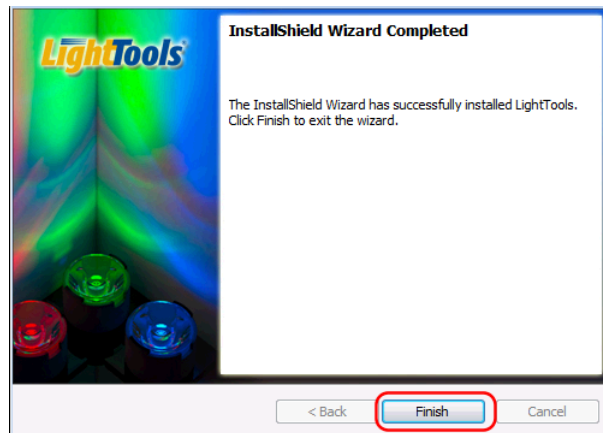 LightTools
InstallShield Wizard Completed
The InstallShield Wizard has successfully installed LightTools.
Click Finish to exit the wizard.
< Back
Finish
Cancel